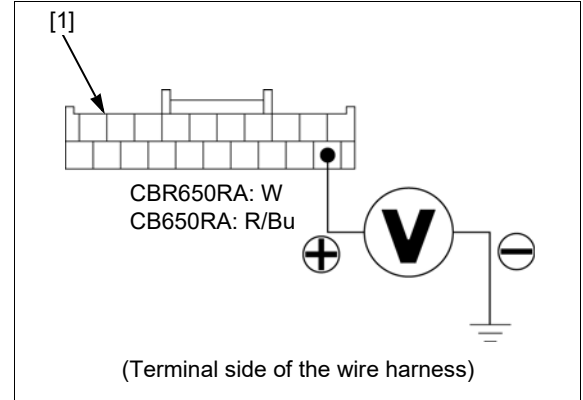 [1]
CBR650RA: W
CB650RA: R/Bu
V
(Terminal side of the wire harness)